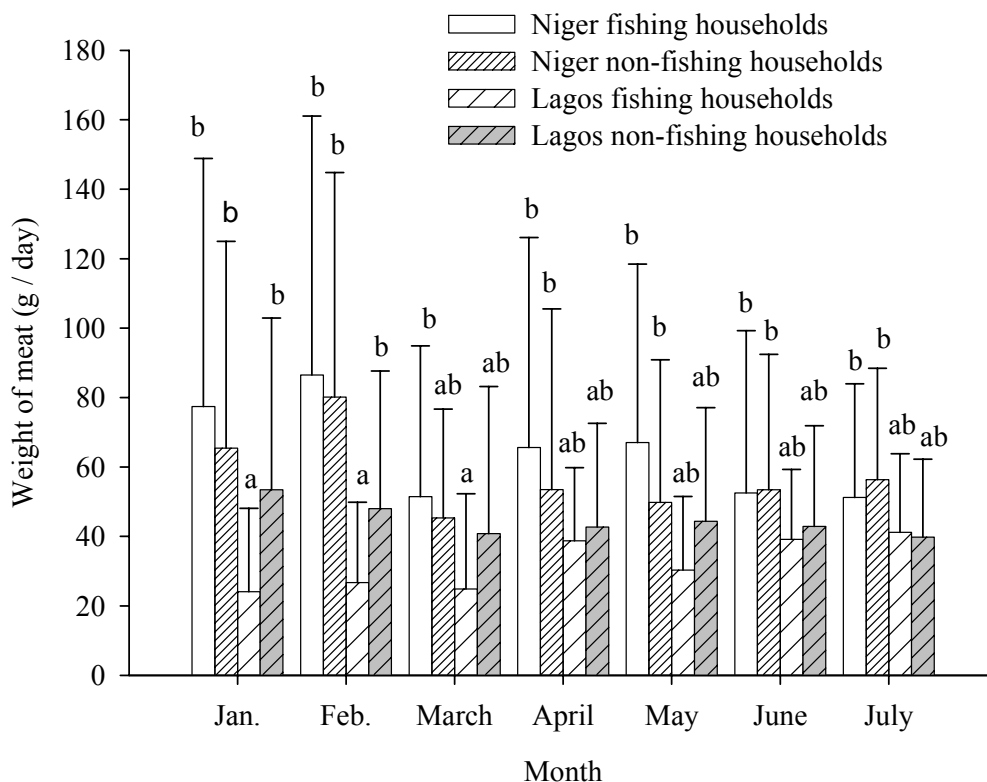 Niger fishing households
Niger non-fishing households
Lagos fishing households
Lagos non-fishing households
Weight of meat (g / day)
180
160
140
120
100
80
60
40
20
0
b b a b
b b a b
b ab a ab
b b ab ab
b b ab ab
b b ab ab
b b ab ab
Jan. Feb. March April May June July
Month